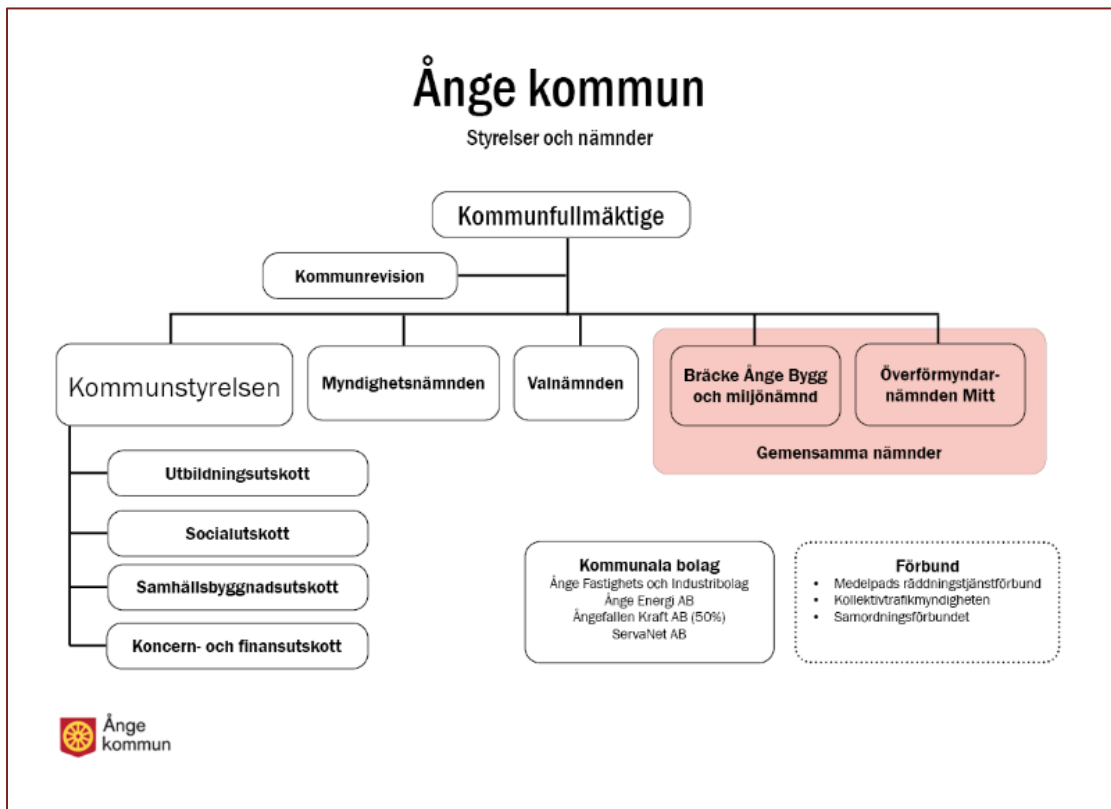 Ånge kommun
Styrelser och nämnder
Kommunfullmäktige
Kommunrevision
Kommunstyrelsen
Myndighetsnämnden
Valnämnden
Bräcke Ånge Bygg
och miljönämnd
Överförmyndar-
nämnden Mitt
Gemensamma nämnder
Utbildningsutskott
Socialutskott
Samhällsbyggnadsutskott
Koncern- och finansutskott
Kommunala bolag
Ånge Fastighets och Industribolag
Ånge Energi AB
Ångefallen Kraft AB (50%)
ServaNet AB
Förbund
• Medelpads räddningstjänstförbund
• Kollektivtrafikmyndigheten
• Samordningsförbundet
Ånge
kommun